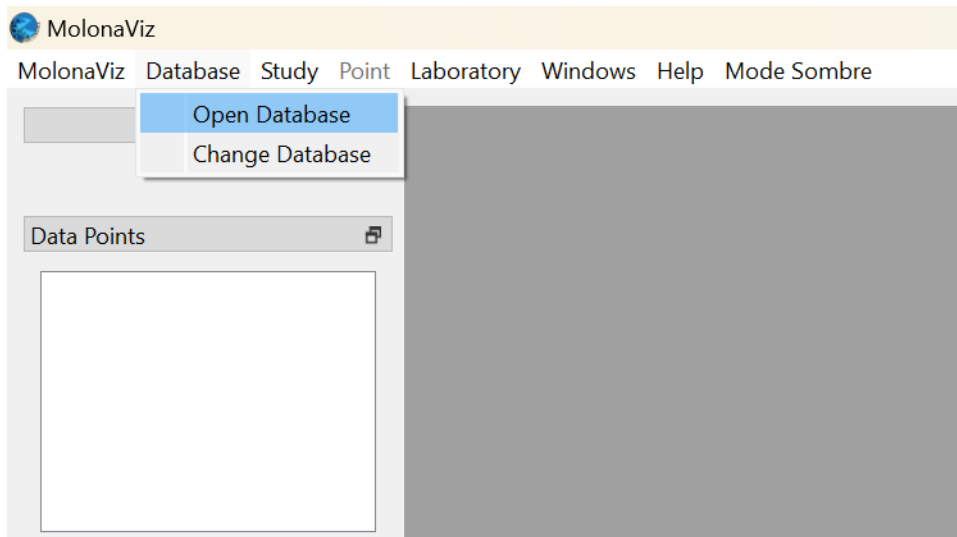 MolonaViz
MolonaViz Database Study Point Laboratory Windows Help Mode Sombre
Open Database
Change Database
Data Points